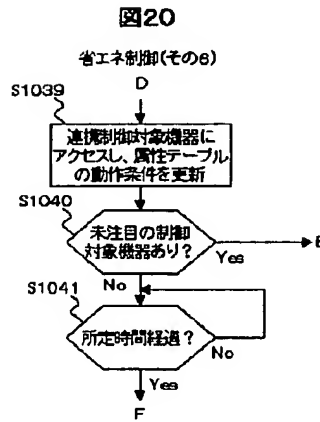 図20
省エネ制御(その6)
D
S1039
連携制御対象機器に
アクセスし、属性テーブル
の動作条件を更新
S1040
未注目の制御
対象機器あり?
Yes
E
No
S1041
所定時間経過?
No
Yes
F